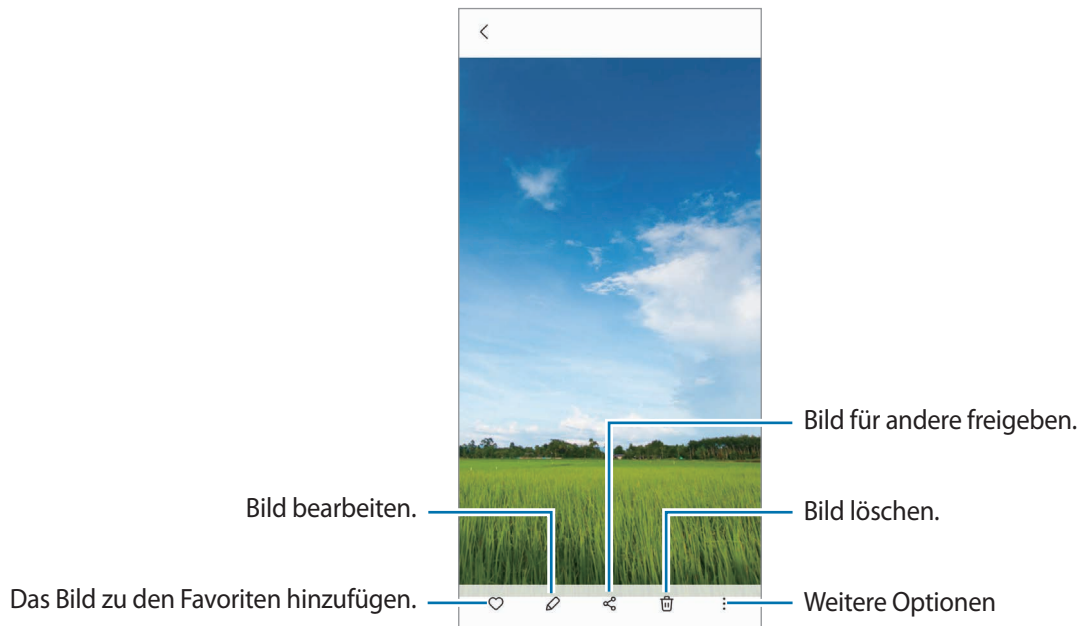 Bild für andere freigeben.
Bild bearbeiten.
Bild löschen.
Das Bild zu den Favoriten hinzufügen.
Weitere Optionen